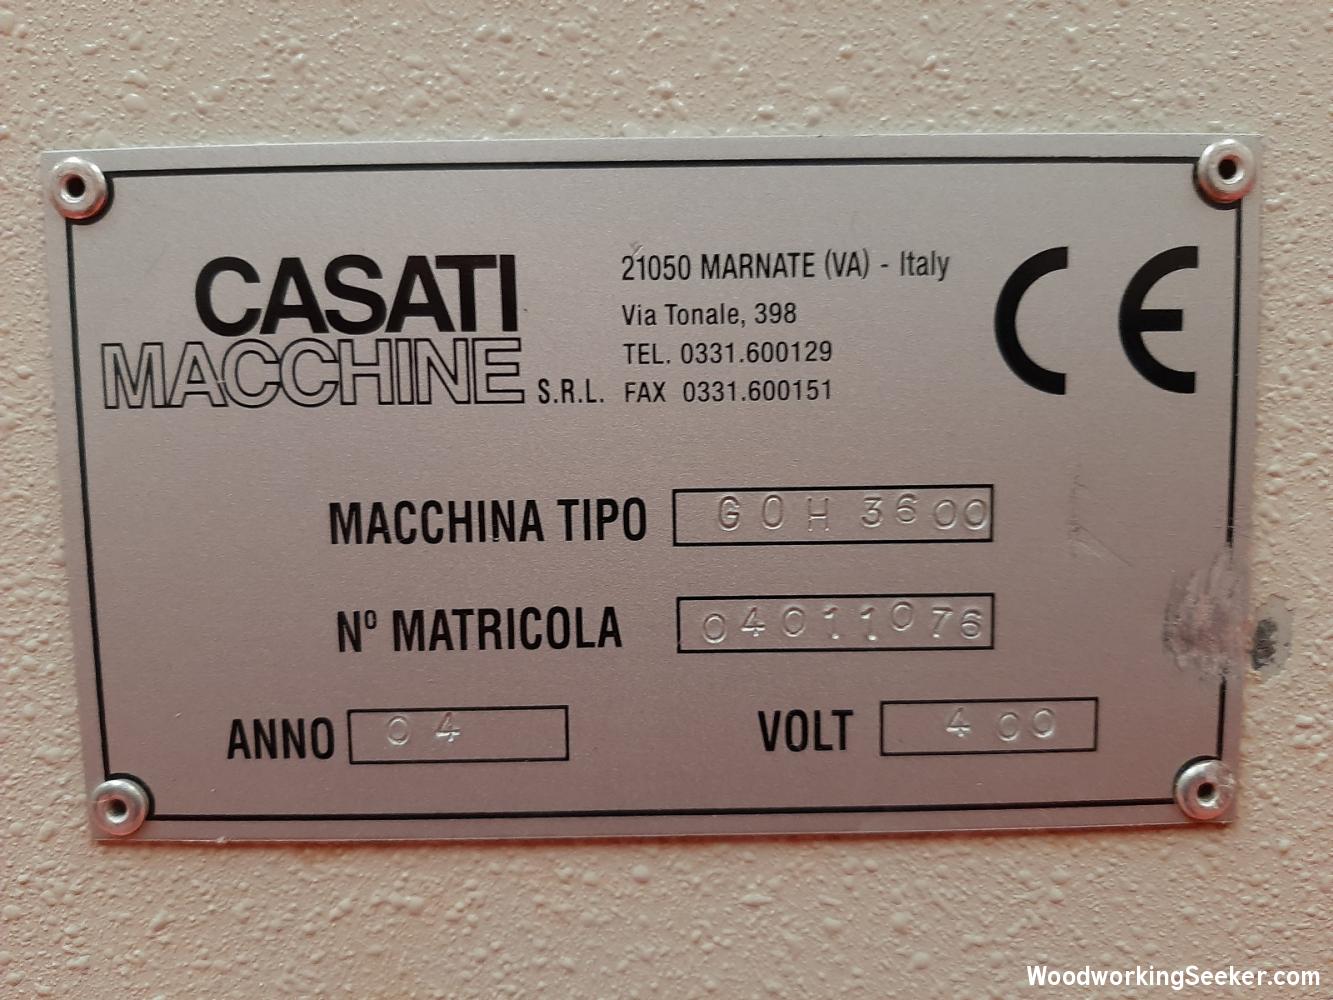 CASATI
MACCHINE S.R.L.
21050 MARNATE (VA) - Italy
Via Tonale, 398
TEL. 0331.600129
FAX 0331.600151
CE
MACCHINA TIPO GOH 3600
Nº MATRICOLA 04011076
ANNO 04
VOLT 400
WoodworkingSeeker.com